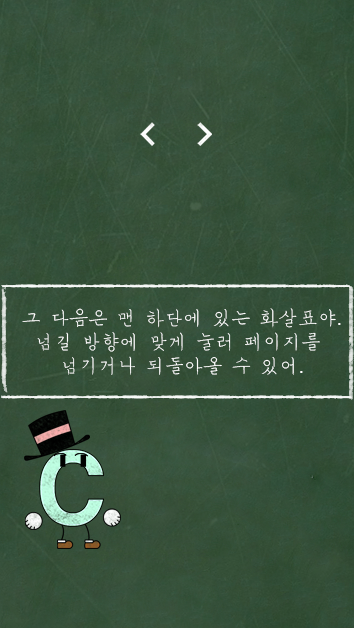 그 다음은 맨 하단에 있는 화살표야.
넘길 방향에 맞게 눌러 페이지를
넘기거나 되돌아올 수 있어.
C